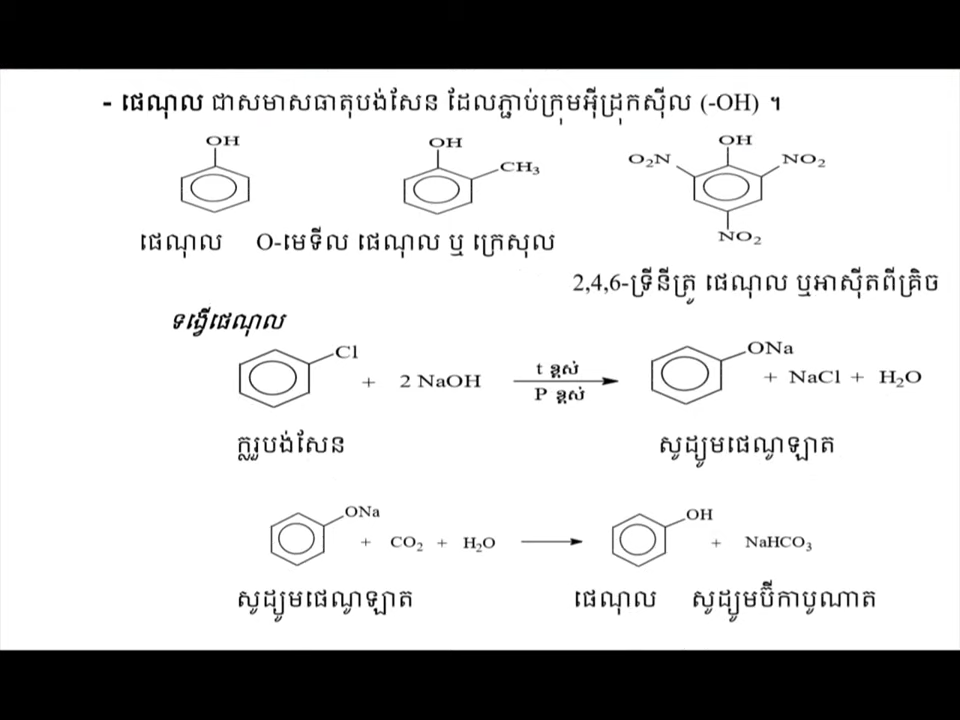 - ផេណុល ជាសមាសធាតុបង់សែន ដែលភ្ជាប់ក្រុមអ៊ីដ្រុកស៊ីល (-OH) ។
OH OH OH
CH₃ O₂N NO₂
NO₂
ផេណុល O-មេទីល ផេណុល ឬ ក្រេសុល
2,4,6-ទ្រីនីត្រូ ផេណុល ឬអាស៊ីតពីគ្រិច
ទង្វើផេណុល
Cl + 2 NaOH t ខ្ពស់ P ខ្ពស់ ONa + NaCl + H₂O
ក្លរួបង់សែន សូដ្យូមផេណូឡាត
ONa + CO₂ + H₂O OH + NaHCO₃
សូដ្យូមផេណូឡាត ផេណុល សូដ្យូមប៊ីកាបូណាត